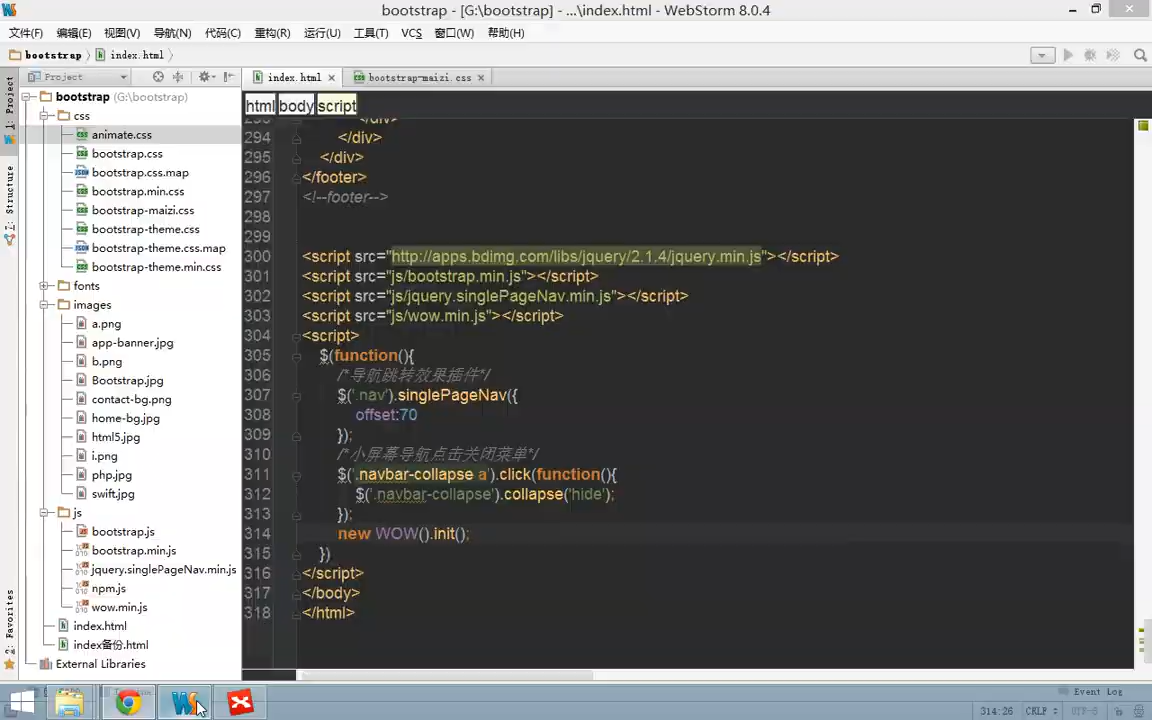 bootstrap - [G:\bootstrap] - ...\index.html - WebStorm 8.0.4
文件(F) 编辑(E) 视图(V) 导航(N) 代码(C) 重构(R) 运行(U) 工具(T) VCS 窗口(W) 帮助(H)
bootstrap index.html
Project
index.html
bootstrap-maizi.css
1: Project
Z: Structure
2: Favorites
bootstrap (G:\bootstrap)
css
animate.css
bootstrap.css
bootstrap.css.map
bootstrap.min.css
bootstrap-maizi.css
bootstrap-theme.css
bootstrap-theme.css.map
bootstrap-theme.min.css
fonts
images
a.png
app-banner.jpg
b.png
Bootstrap.jpg
contact-bg.png
home-bg.jpg
html5.jpg
i.png
php.jpg
swift.jpg
js
bootstrap.js
bootstrap.min.js
jquery.singlePageNav.min.js
npm.js
wow.min.js
index.html
index备份.html
External Libraries
html body script
293 </div>
294 </div>
295 </div>
296 </footer>
297 <!--footer-->
298
299
300 <script src="http://apps.bdimg.com/libs/jquery/2.1.4/jquery.min.js"></script>
301 <script src="js/bootstrap.min.js"></script>
302 <script src="js/jquery.singlePageNav.min.js"></script>
303 <script src="js/wow.min.js"></script>
304 <script>
305 $(function(){
306 /*导航跳转效果插件*/
307 $('.nav').singlePageNav({
308 offset:70
309 });
310 /*小屏幕导航点击关闭菜单*/
311 $('.navbar-collapse a').click(function(){
312 $('.navbar-collapse').collapse('hide');
313 });
314 new WOW().init();
315 })
316 </script>
317 </body>
318 </html>
Event Log
314:26 CRLF UTF-8